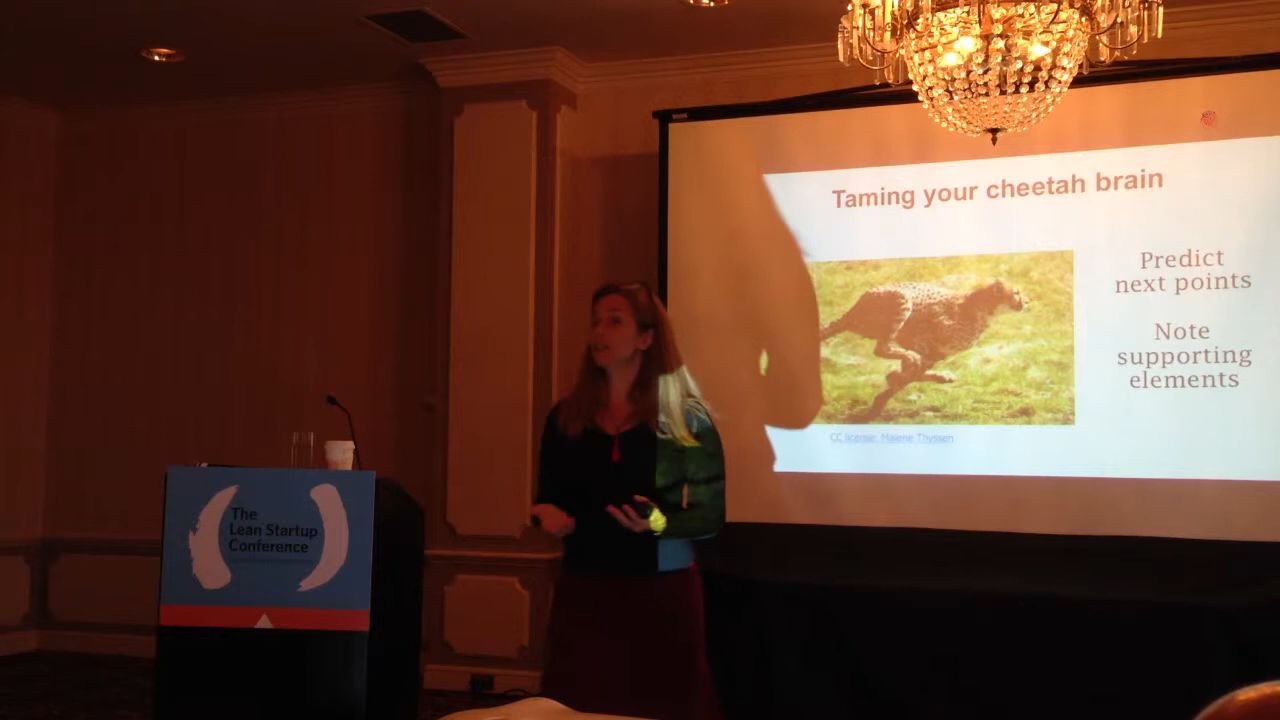 Taming your cheetah brain
Predict
next points
Note
supporting
elements
CC license: Malene Thyssen
The
Lean Startup
Conference